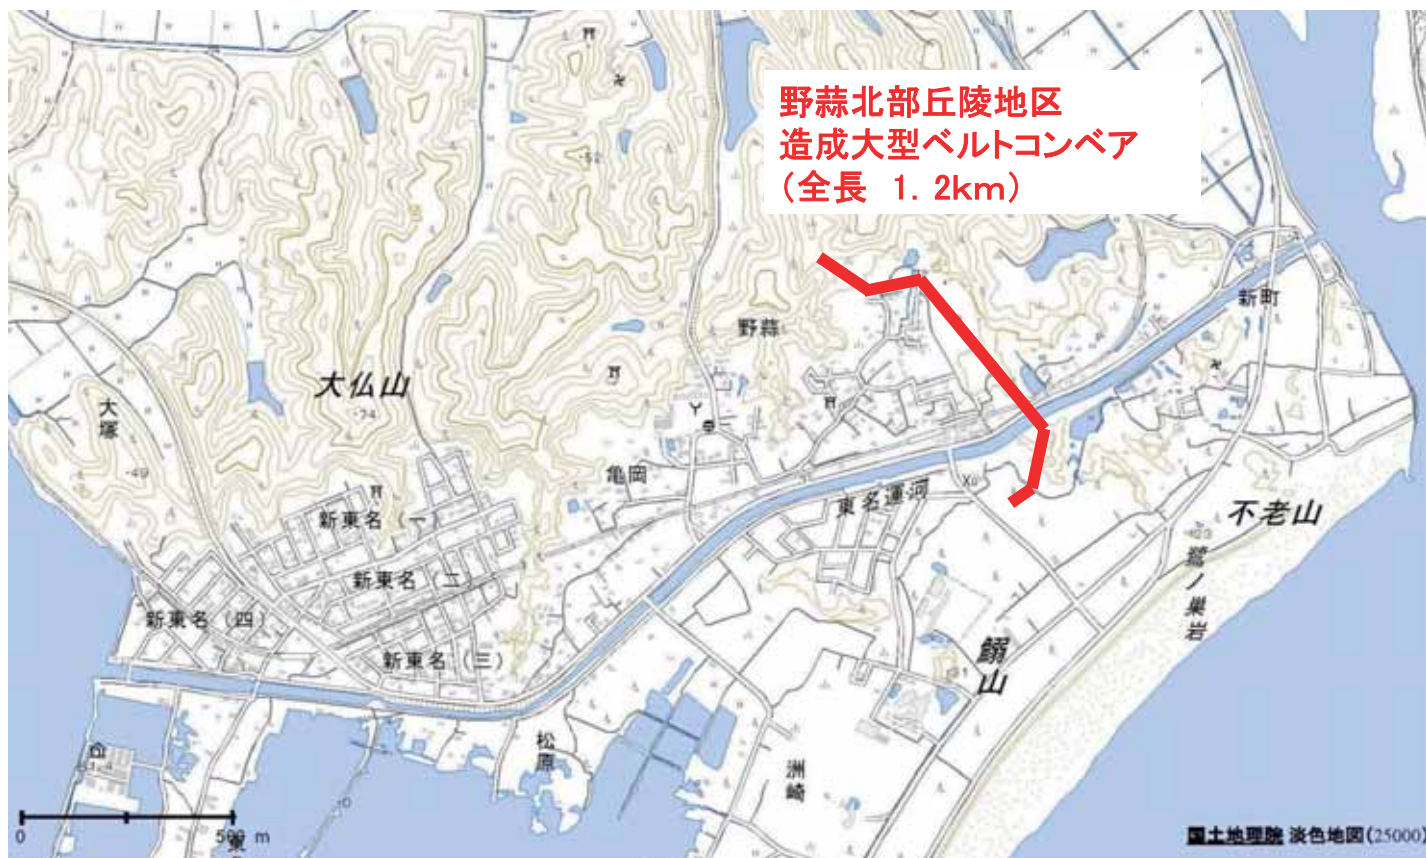 野蒜北部丘陵地区
造成大型ベルトコンベア
（全長 1．2km）
新町
野蒜
大仏山
大塚
亀岡
東名運河
不老山
鷺ノ巣岩
新東名（一）
新東名（二）
新東名（四）
新東名（三）
鰯山
松原
洲崎
東
0
500 m
国土地理院 淡色地図(25000)